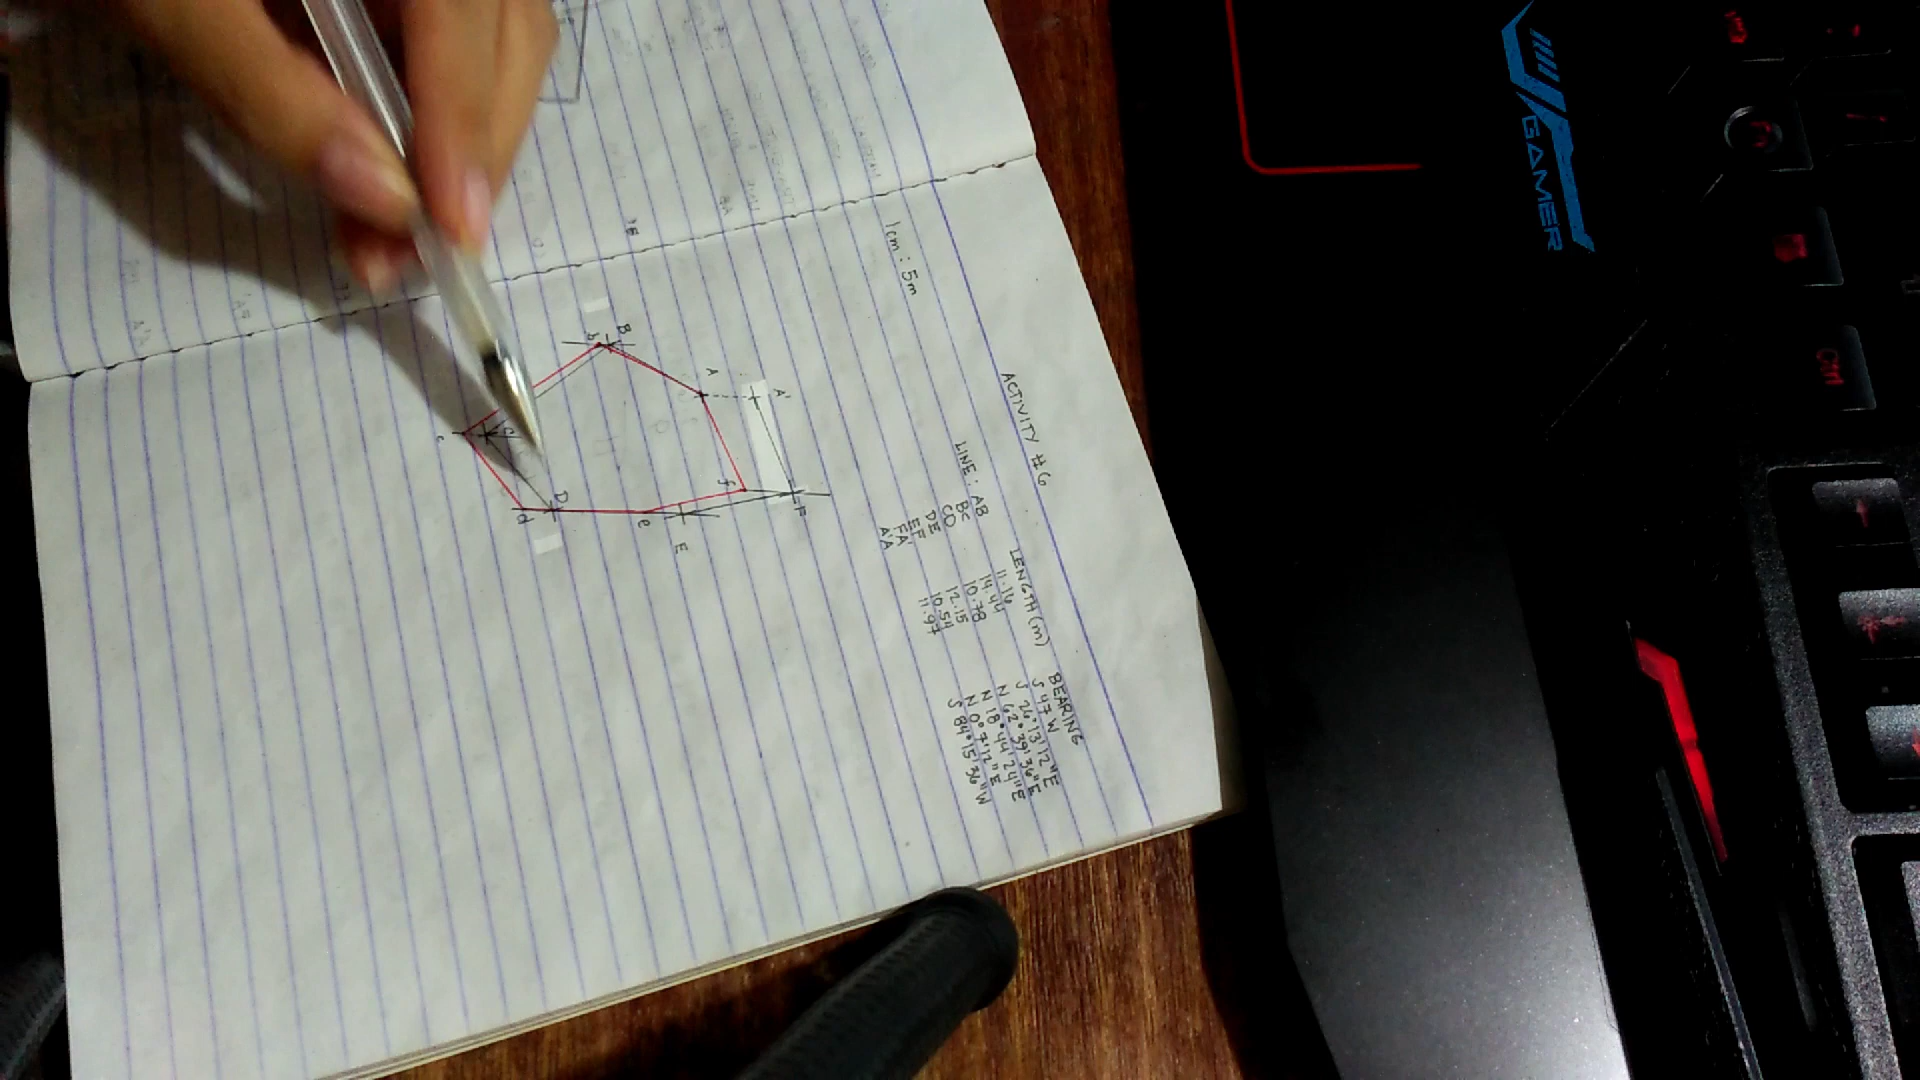 ACTIVITY #6
LINE: LENGTH (m) BEARING
AB 11.16 S 47 W
BC 14.44 S 26°13'12"E
CD 10.78 N 62°39'36"E
DE 12.15 N 18°44'24"E
EF 10.54 N 0°7'12"E
FA' 11.97 S 84°15'36"W
A'A
1cm : 5m
A'
A
F
f
B
b
E
e
D
d
C
c
GAMER
Ctrl